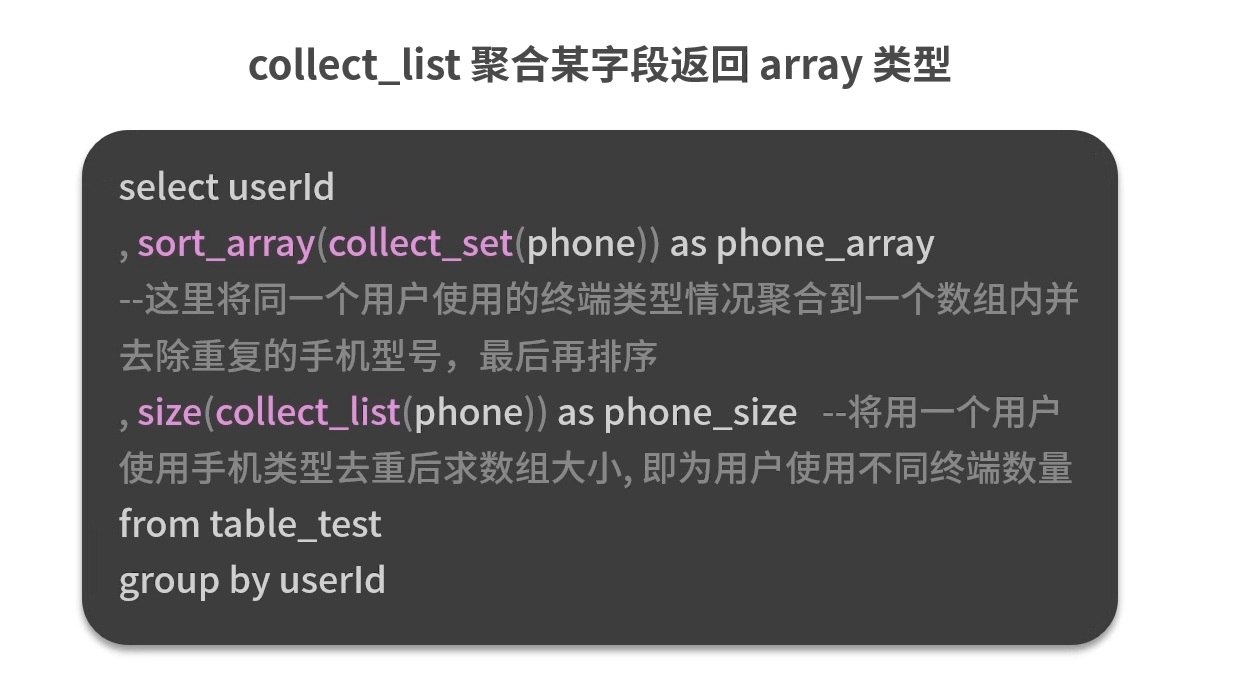 collect_list 聚合某字段返回 array 类型
select userId
, sort_array(collect_set(phone)) as phone_array
--这里将同一个用户使用的终端类型情况聚合到一个数组内并
去除重复的手机型号，最后再排序
, size(collect_list(phone)) as phone_size --将用一个用户
使用手机类型去重后求数组大小, 即为用户使用不同终端数量
from table_test
group by userId